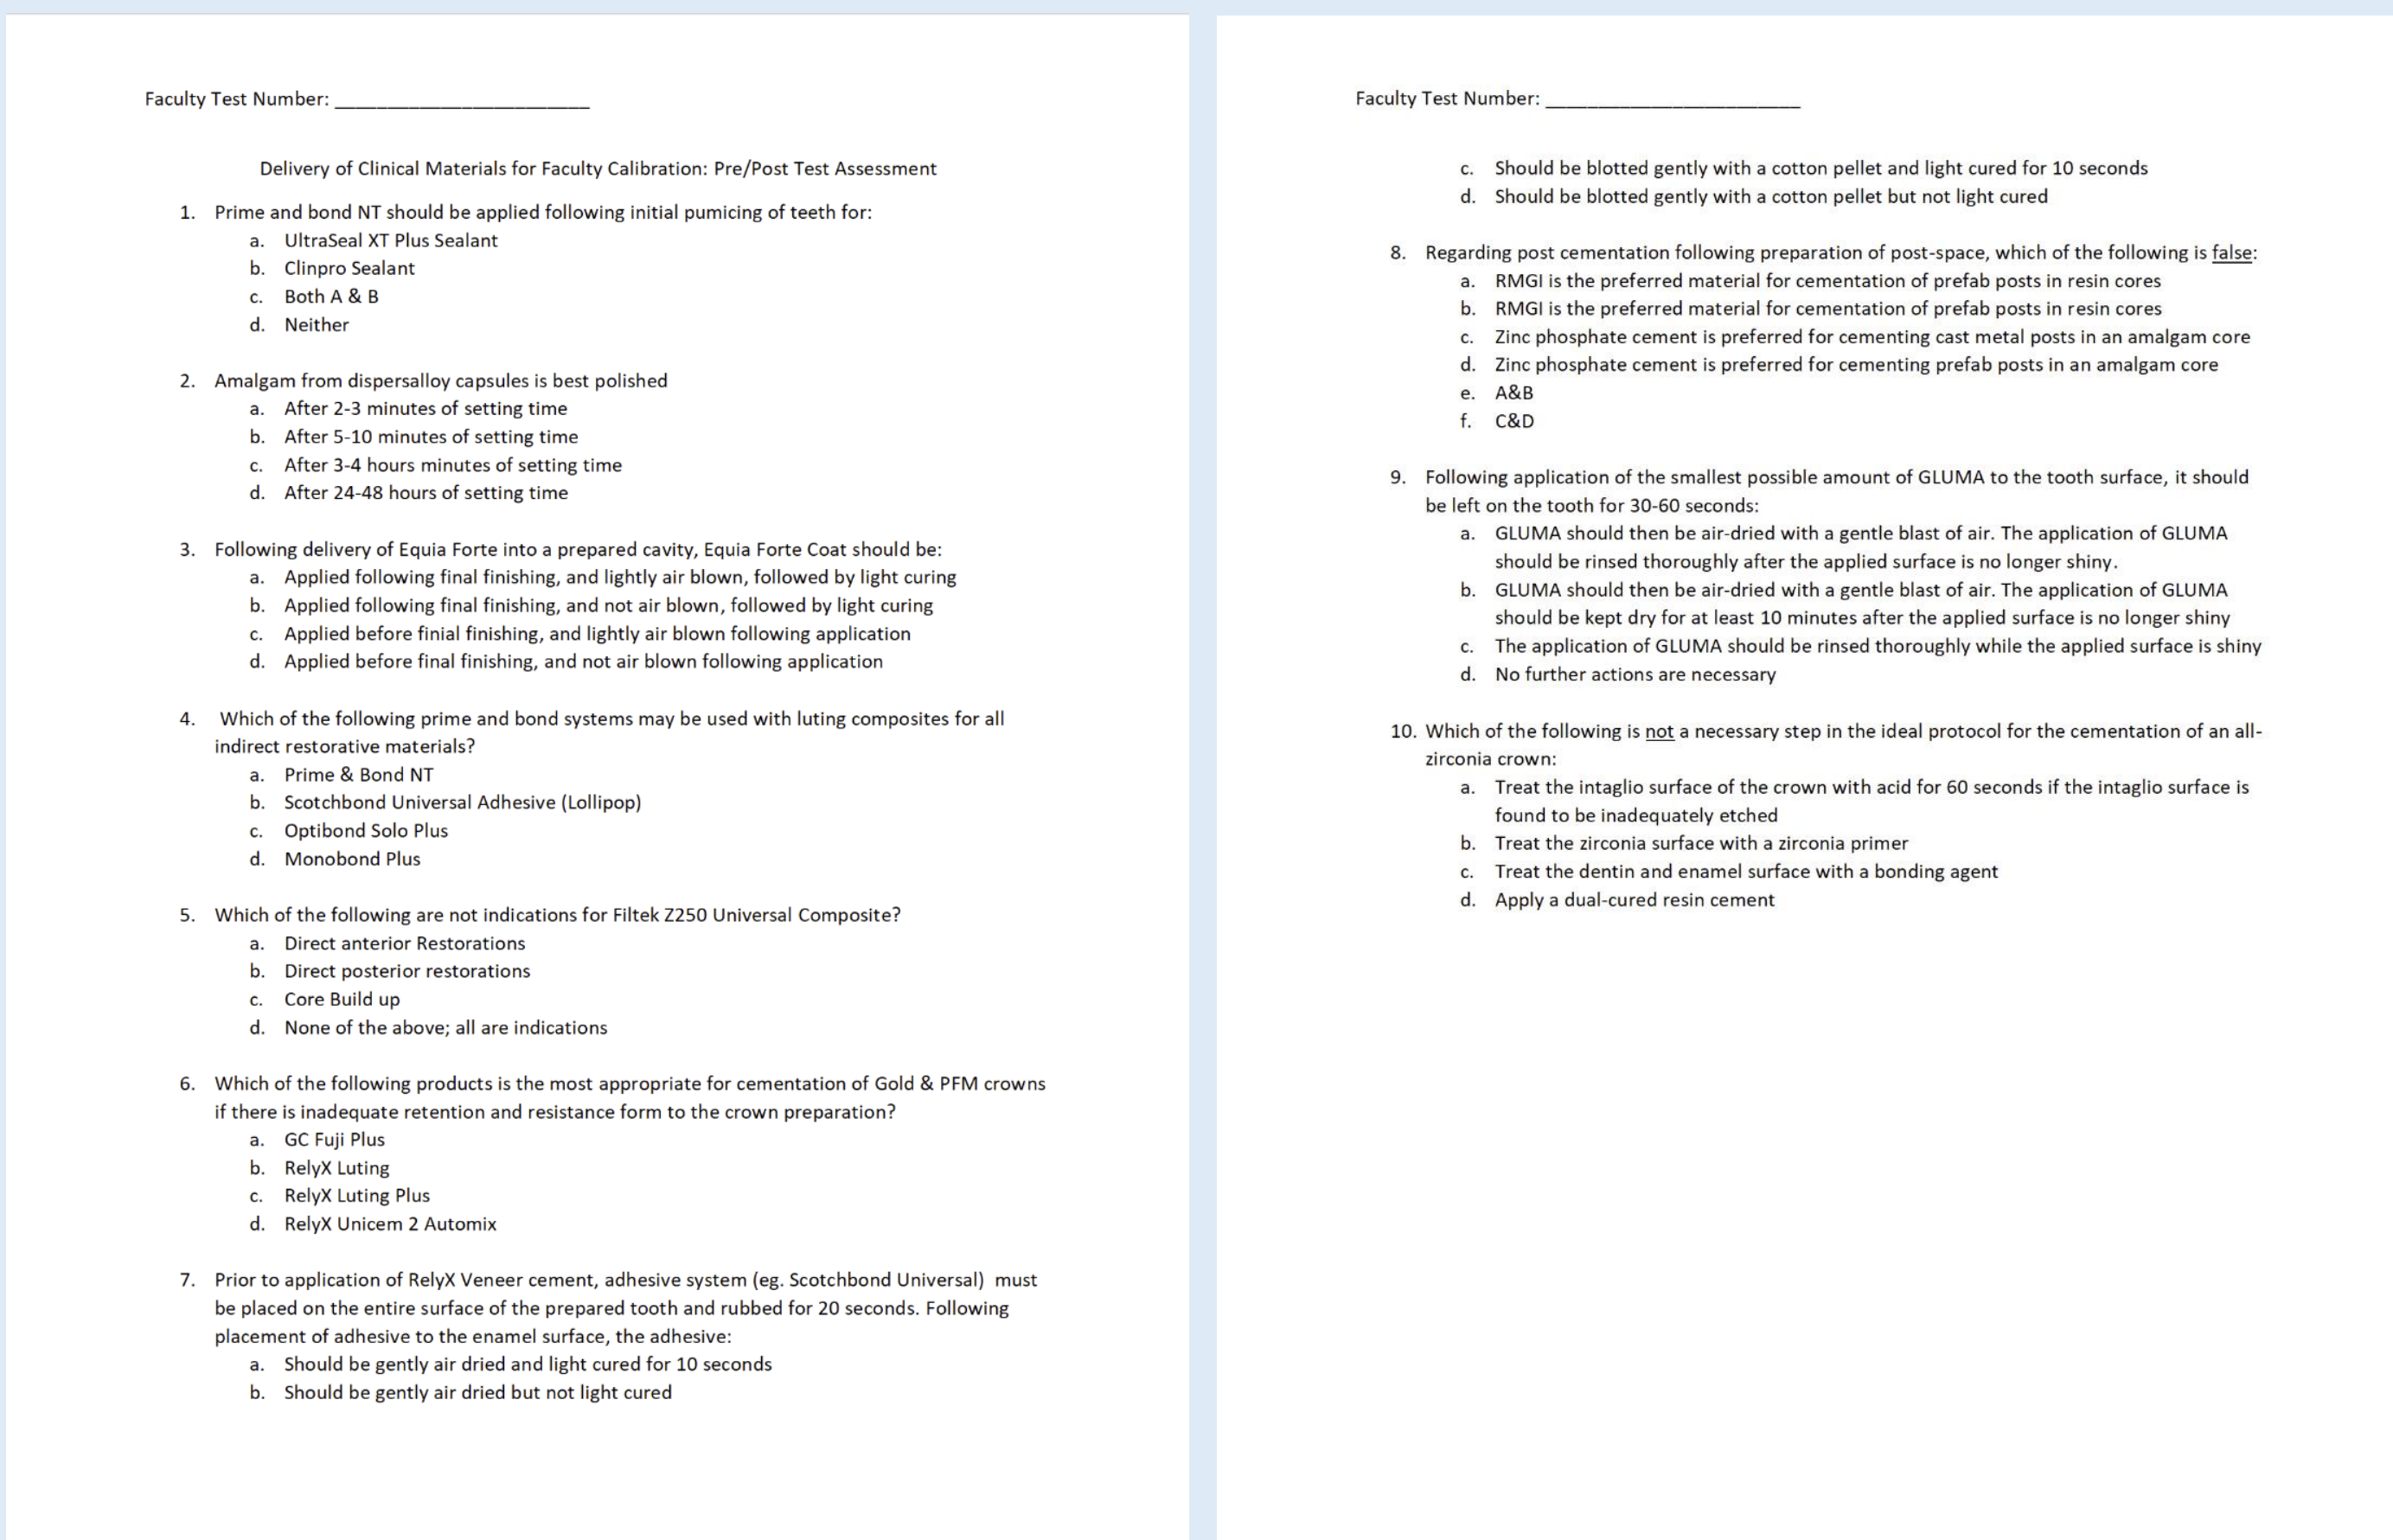 Faculty Test Number: ________________________
Delivery of Clinical Materials for Faculty Calibration: Pre/Post Test Assessment
1. Prime and bond NT should be applied following initial pumicing of teeth for:
a. UltraSeal XT Plus Sealant
b. Clinpro Sealant
c. Both A & B
d. Neither
2. Amalgam from dispersalloy capsules is best polished
a. After 2-3 minutes of setting time
b. After 5-10 minutes of setting time
c. After 3-4 hours minutes of setting time
d. After 24-48 hours of setting time
3. Following delivery of Equia Forte into a prepared cavity, Equia Forte Coat should be:
a. Applied following final finishing, and lightly air blown, followed by light curing
b. Applied following final finishing, and not air blown, followed by light curing
c. Applied before finial finishing, and lightly air blown following application
d. Applied before final finishing, and not air blown following application
4. Which of the following prime and bond systems may be used with luting composites for all
indirect restorative materials?
a. Prime & Bond NT
b. Scotchbond Universal Adhesive (Lollipop)
c. Optibond Solo Plus
d. Monobond Plus
5. Which of the following are not indications for Filtek Z250 Universal Composite?
a. Direct anterior Restorations
b. Direct posterior restorations
c. Core Build up
d. None of the above; all are indications
6. Which of the following products is the most appropriate for cementation of Gold & PFM crowns
if there is inadequate retention and resistance form to the crown preparation?
a. GC Fuji Plus
b. RelyX Luting
c. RelyX Luting Plus
d. RelyX Unicem 2 Automix
7. Prior to application of RelyX Veneer cement, adhesive system (eg. Scotchbond Universal) must
be placed on the entire surface of the prepared tooth and rubbed for 20 seconds. Following
placement of adhesive to the enamel surface, the adhesive:
a. Should be gently air dried and light cured for 10 seconds
b. Should be gently air dried but not light cured
Faculty Test Number: ________________________
c. Should be blotted gently with a cotton pellet and light cured for 10 seconds
d. Should be blotted gently with a cotton pellet but not light cured
8. Regarding post cementation following preparation of post-space, which of the following is false:
a. RMGI is the preferred material for cementation of prefab posts in resin cores
b. RMGI is the preferred material for cementation of prefab posts in resin cores
c. Zinc phosphate cement is preferred for cementing cast metal posts in an amalgam core
d. Zinc phosphate cement is preferred for cementing prefab posts in an amalgam core
e. A&B
f. C&D
9. Following application of the smallest possible amount of GLUMA to the tooth surface, it should
be left on the tooth for 30-60 seconds:
a. GLUMA should then be air-dried with a gentle blast of air. The application of GLUMA
should be rinsed thoroughly after the applied surface is no longer shiny.
b. GLUMA should then be air-dried with a gentle blast of air. The application of GLUMA
should be kept dry for at least 10 minutes after the applied surface is no longer shiny
c. The application of GLUMA should be rinsed thoroughly while the applied surface is shiny
d. No further actions are necessary
10. Which of the following is not a necessary step in the ideal protocol for the cementation of an all-
zirconia crown:
a. Treat the intaglio surface of the crown with acid for 60 seconds if the intaglio surface is
found to be inadequately etched
b. Treat the zirconia surface with a zirconia primer
c. Treat the dentin and enamel surface with a bonding agent
d. Apply a dual-cured resin cement